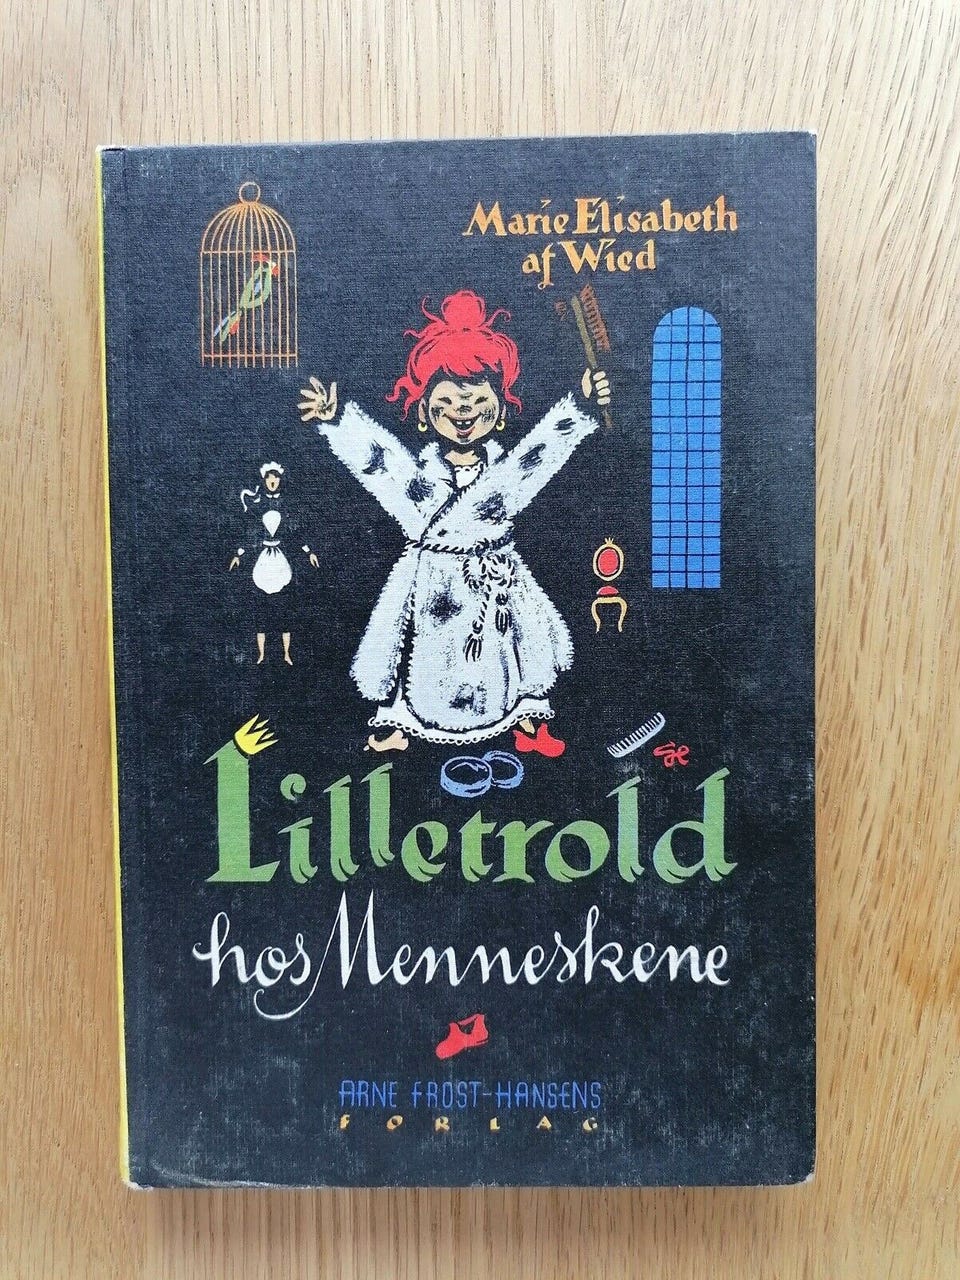 Marie Elisabeth
af Wied
Lilletrold
hos Menneskene
ARNE FROST-HANSENS
FORLAG